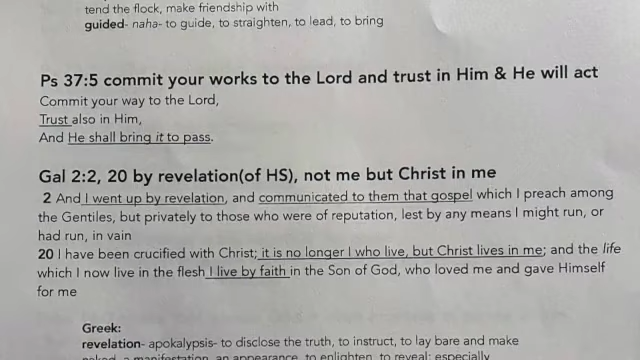 tend the flock, make friendship with
guided- naha- to guide, to straighten, to lead, to bring
Ps 37:5 commit your works to the Lord and trust in Him & He will act
Commit your way to the Lord,
Trust also in Him,
And He shall bring it to pass.
Gal 2:2, 20 by revelation(of HS), not me but Christ in me
2 And I went up by revelation, and communicated to them that gospel which I preach among
the Gentiles, but privately to those who were of reputation, lest by any means I might run, or
had run, in vain
20 I have been crucified with Christ; it is no longer I who live, but Christ lives in me; and the life
which I now live in the flesh I live by faith in the Son of God, who loved me and gave Himself
for me
Greek:
revelation- apokalypsis- to disclose the truth, to instruct, to lay bare and make
naked, a manifestation, an appearance, to enlighten, to reveal; especially